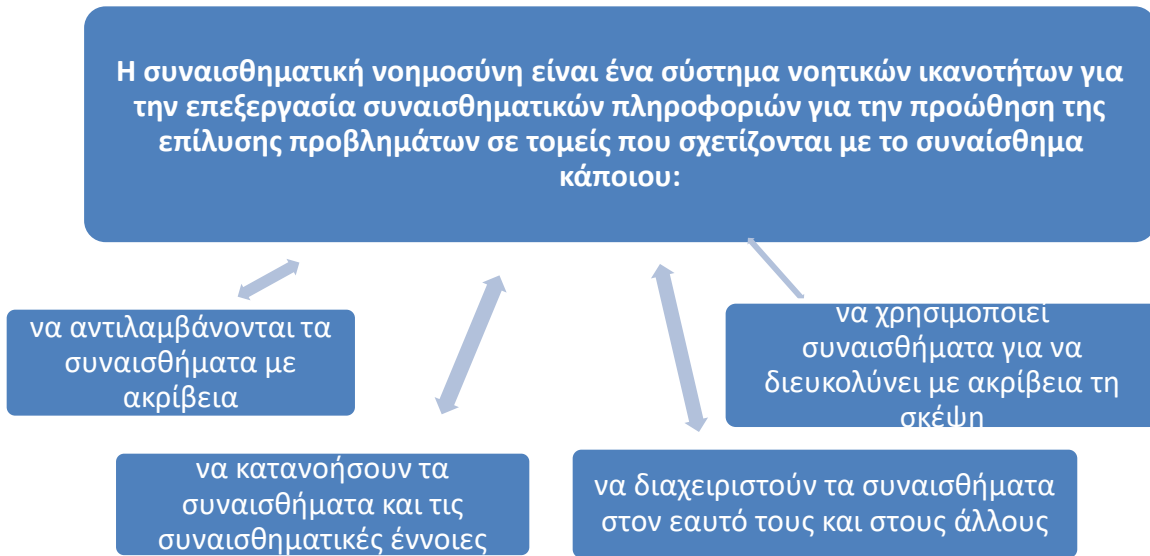 Η συναισθηματική νοημοσύνη είναι ένα σύστημα νοητικών ικανοτήτων για
την επεξεργασία συναισθηματικών πληροφοριών για την προώθηση της
επίλυσης προβλημάτων σε τομείς που σχετίζονται με το συναίσθημα
κάποιου:
να αντιλαμβάνονται τα
συναισθήματα με
ακρίβεια
να χρησιμοποιεί
συναισθήματα για να
διευκολύνει με ακρίβεια τη
σκέψη
να κατανοήσουν τα
συναισθήματα και τις
συναισθηματικές έννοιες
να διαχειριστούν τα συναισθήματα
στον εαυτό τους και στους άλλους